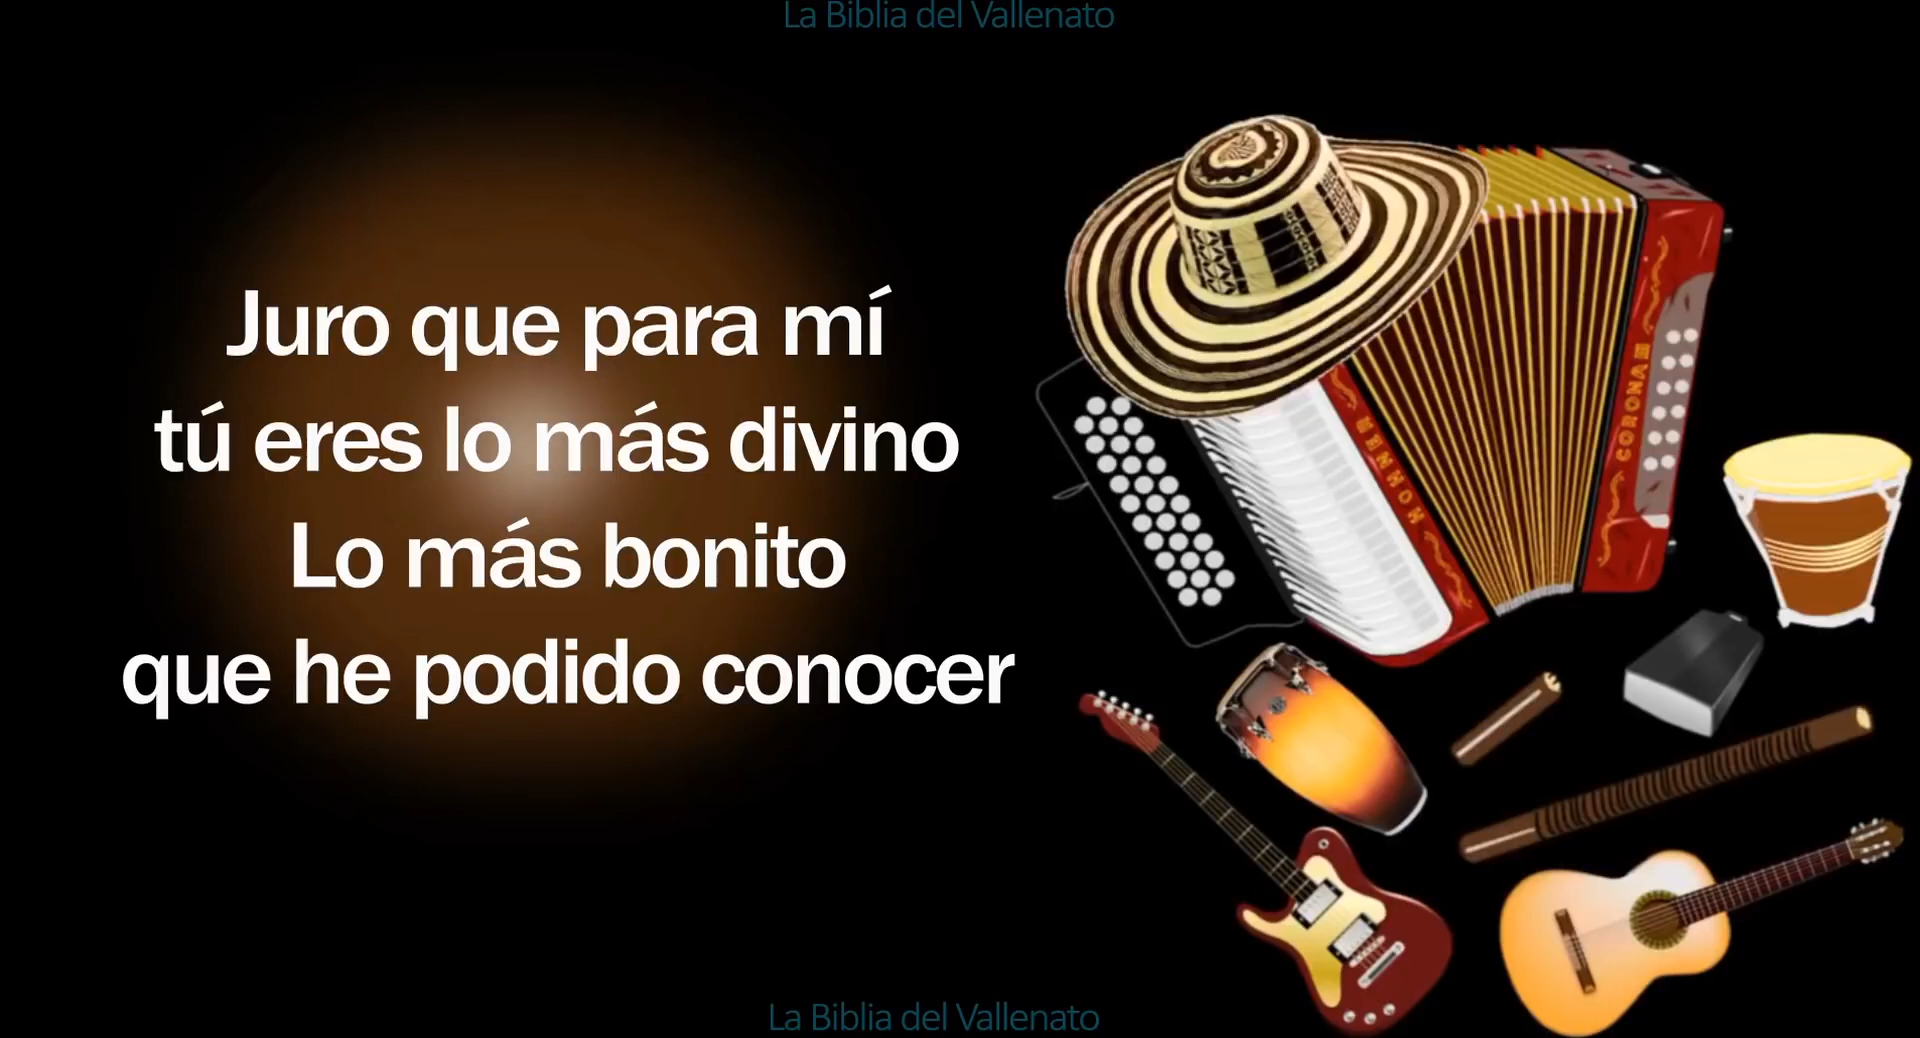 La Biblia del Vallenato
Juro que para mí
tú eres lo más divino
Lo más bonito
que he podido conocer
HOHNER
CORONA III
La Biblia del Vallenato